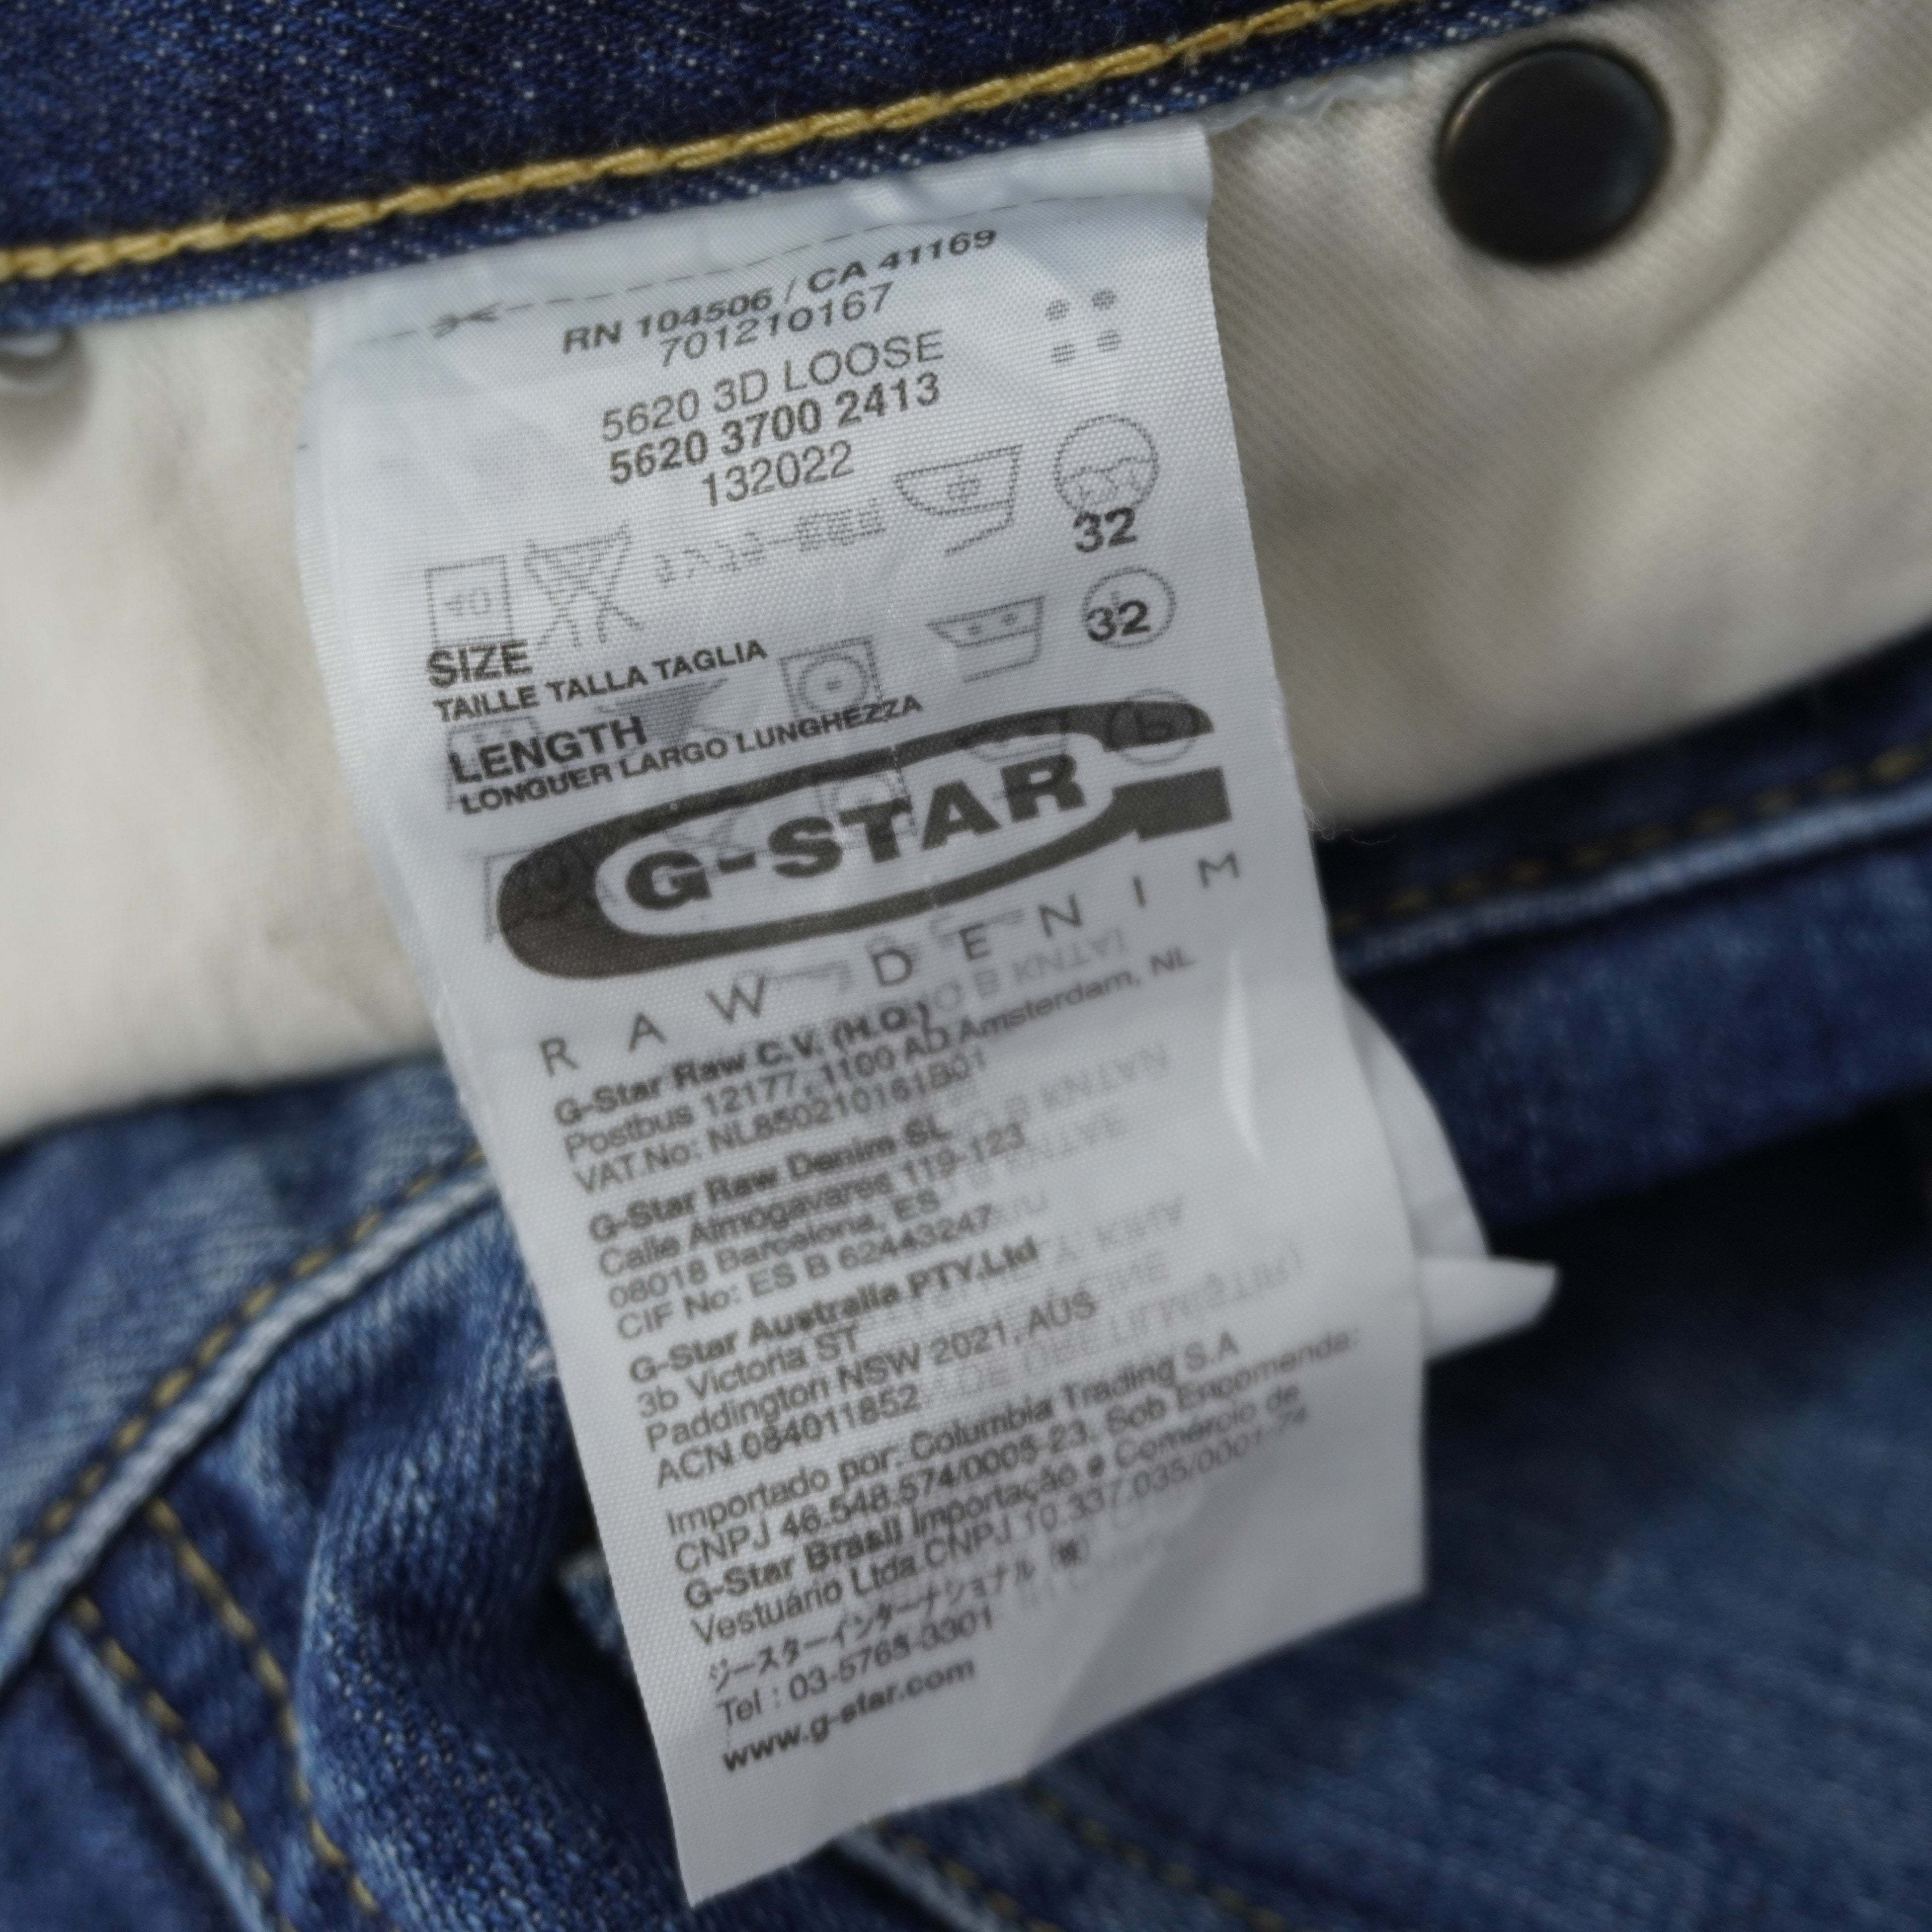 RN 104506 / CA 41169
701210167
5620 3D LOOSE
5620 3700 2413
132022
32
SIZE
TAILLE TALLA TAGLIA
32
LENGTH
LONGUER LARGO LUNGHEZZA
G-STAR
RAW DENIM
G-Star Raw C.V. (H.Q.)
Postbus 12177, 1100 AD Amsterdam, NL
VAT.No: NL850210161B01
G-Star Raw Denim SL
Calle Almogavares 119-123
08018 Barcelona, ES
CIF No: ES B 62443247
G-Star Australia PTY.Ltd
3b Victoria ST
Paddington NSW 2021, AUS
ACN.084011852
Importado por: Columbia Trading S.A
CNPJ 46.548.574/0005-23, Sob Encomenda:
G-Star Brasil Importação e Comércio de
Vestuário Ltda CNPJ 10.337.035/0001-74
ジースターインターナショナル (株)
Tel : 03-5765-3301
www.g-star.com